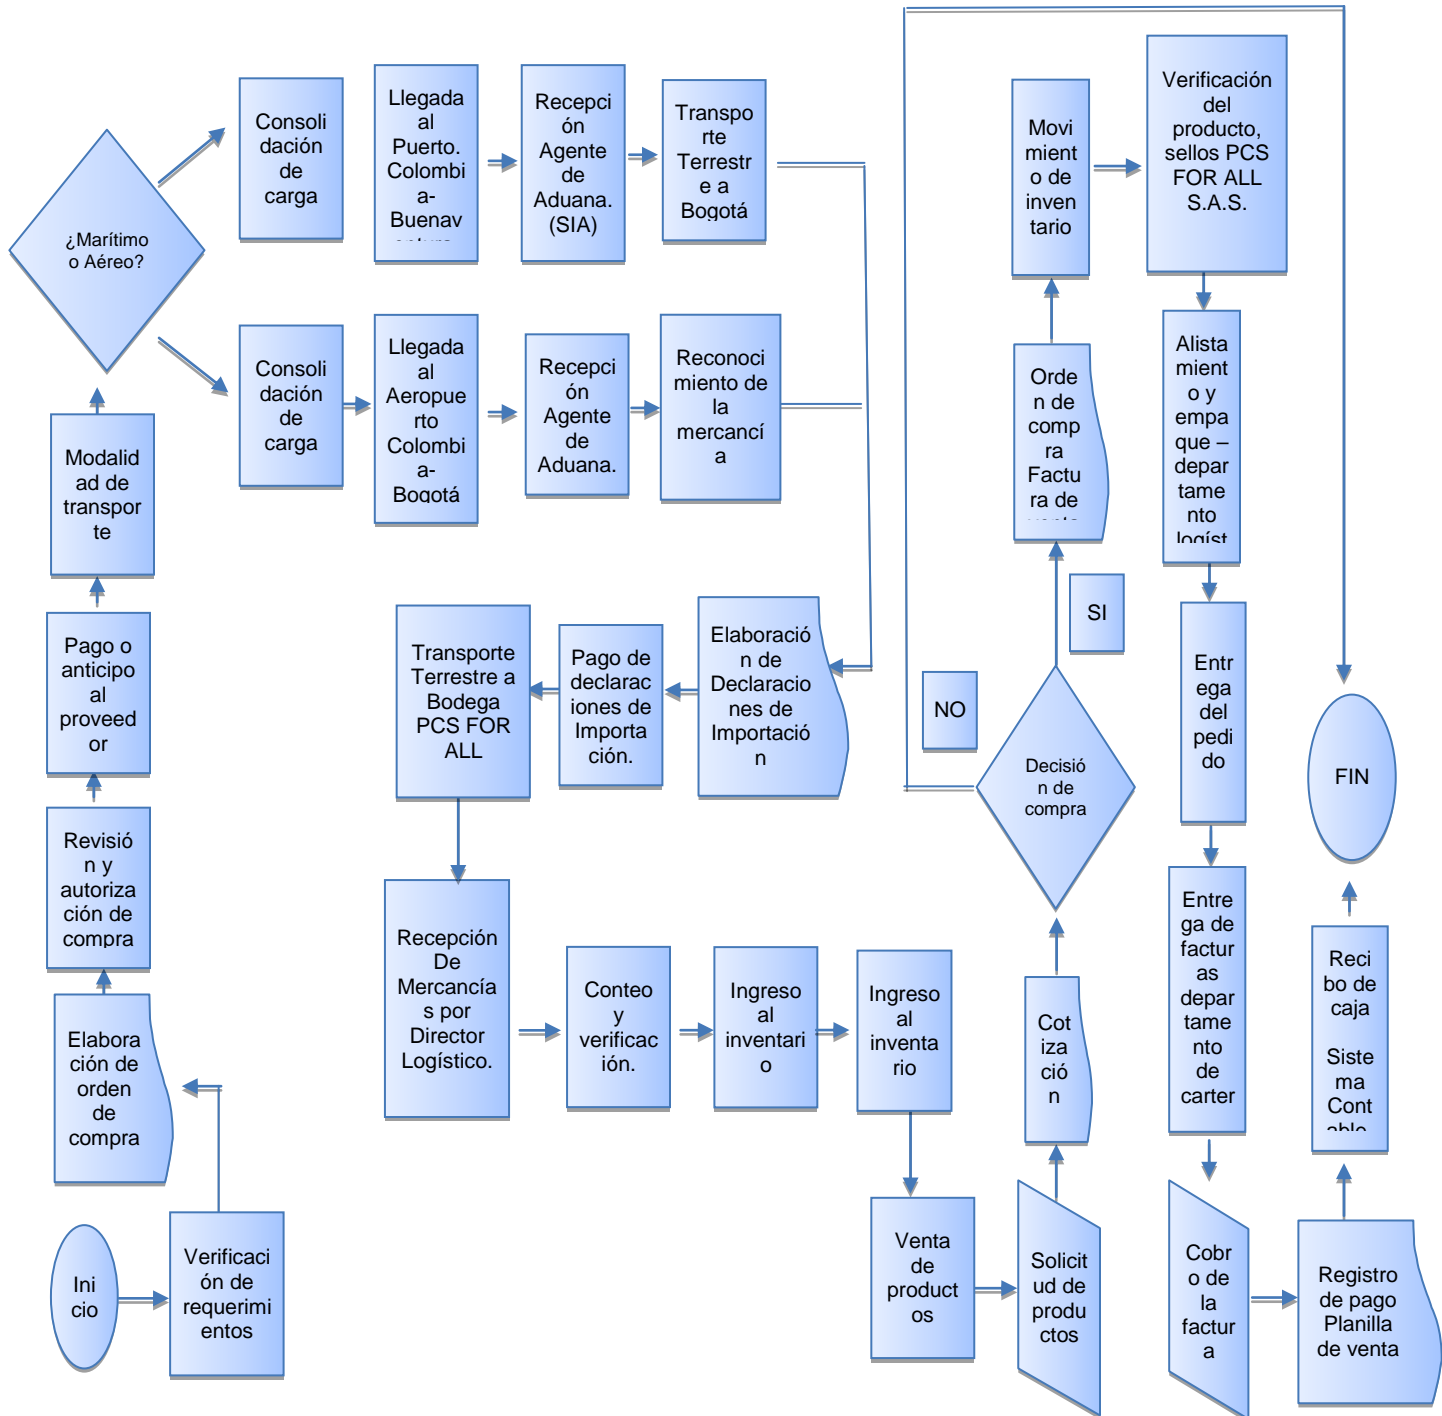 ¿Marítimo
o Aéreo?
Consoli
dación
de
carga
Llegada
al
Puerto.
Colombi
a-
Buenav
Recepci
ón
Agente
de
Aduana.
(SIA)
Transpo
rte
Terrestr
e a
Bogotá
Consoli
dación
de
carga
Llegada
al
Aeropue
rto
Colombi
a-
Bogotá
Recepci
ón
Agente
de
Aduana.
Reconoci
miento de
la
mercancí
a
Modalid
ad de
transpor
te
Pago o
anticipo
al
proveed
or
Revisió
n y
autoriza
ción de
compra
Elabora
ción de
orden
de
compra
Ini
cio
Verificaci
ón de
requerimi
entos
Elaboració
n de
Declaracio
nes de
Importació
n
Pago de
declarac
iones de
Importa
ción.
Transporte
Terrestre a
Bodega
PCS FOR
ALL
Recepción
De
Mercancía
s por
Director
Logístico.
Conteo
y
verificac
ión.
Ingreso
al
inventari
o
Ingreso
al
inventa
rio
Venta
de
product
os
Solicit
ud de
produ
ctos
Cot
iza
ció
n
Decisió
n de
compra
NO
SI
Orde
n de
comp
ra
Factu
ra de
Movi
mient
o de
inven
tario
Verificación
del
producto,
sellos PCS
FOR ALL
S.A.S.
Alista
mient
o y
empa
que –
depar
tame
nto
logíst
Entr
ega
del
pedi
do
Entre
ga de
factur
as
depar
tame
nto
de
carter
Cobr
o de
la
factur
a
Registro
de pago
Planilla
de venta
Reci
bo de
caja
Siste
ma
Cont
FIN